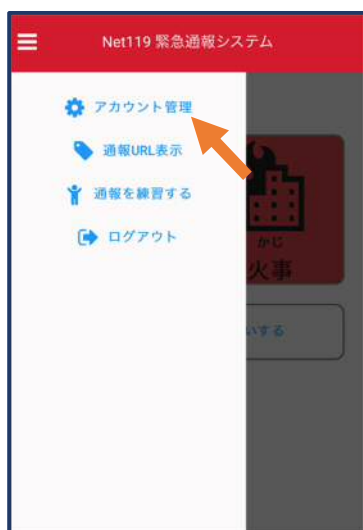 Net119 緊急通報システム
アカウント管理
通報URL表示
通報を練習する
ログアウト
かじ
火事
いする